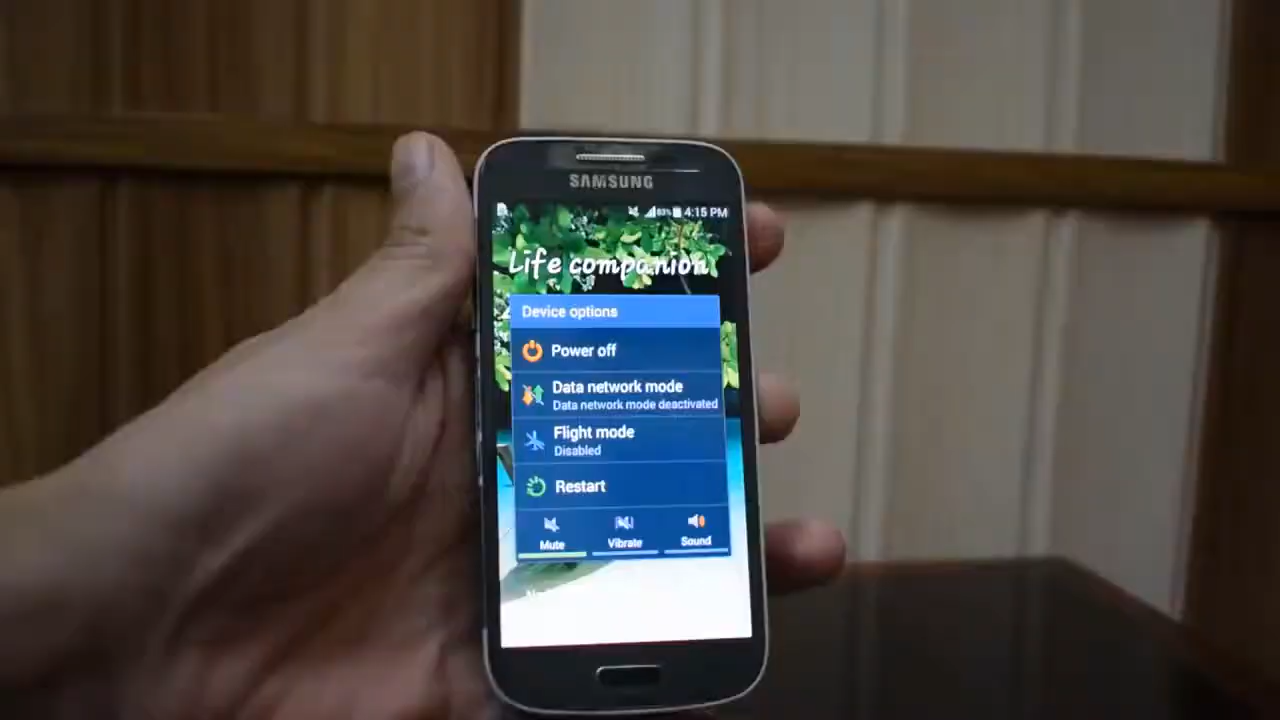 SAMSUNG
83% 4:15 PM
Life companion
Device options
Power off
Data network mode
Data network mode deactivated
Flight mode
Disabled
Restart
Mute Vibrate Sound